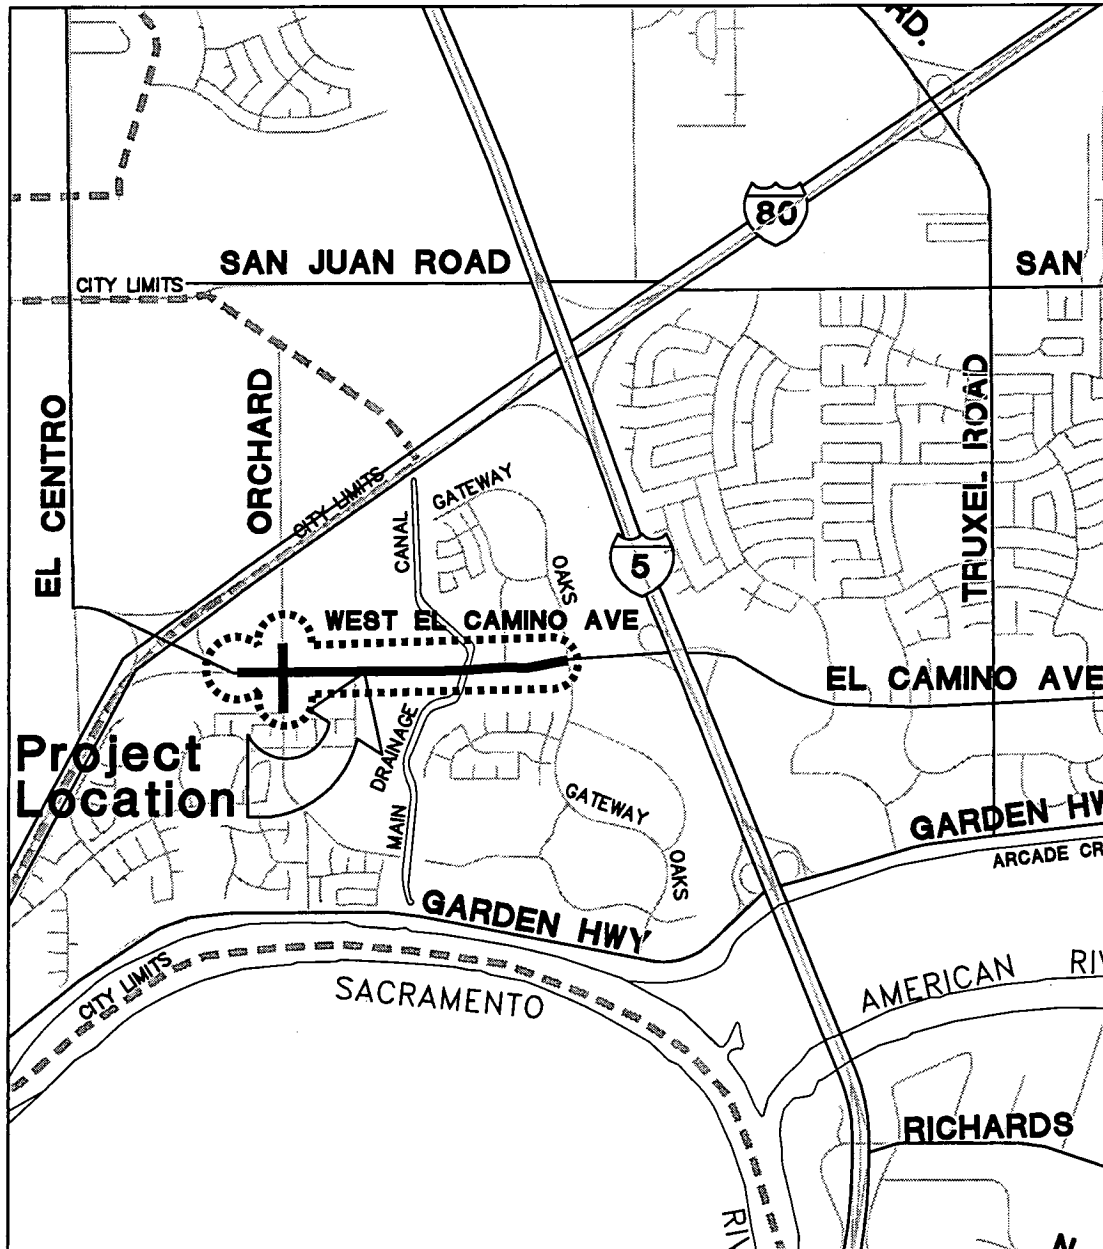 RD.
80
SAN JUAN ROAD
SAN
CITY LIMITS
EL CENTRO
ORCHARD
TRUXEL ROAD
CITY LIMITS
GATEWAY
OAKS
CANAL
5
WEST EL CAMINO AVE
EL CAMINO AVE
Project
Location
DRAINAGE
MAIN
GATEWAY
OAKS
GARDEN HW
ARCADE CR
GARDEN HWY
CITY LIMITS
SACRAMENTO
AMERICAN RIV
RICHARDS
RIV